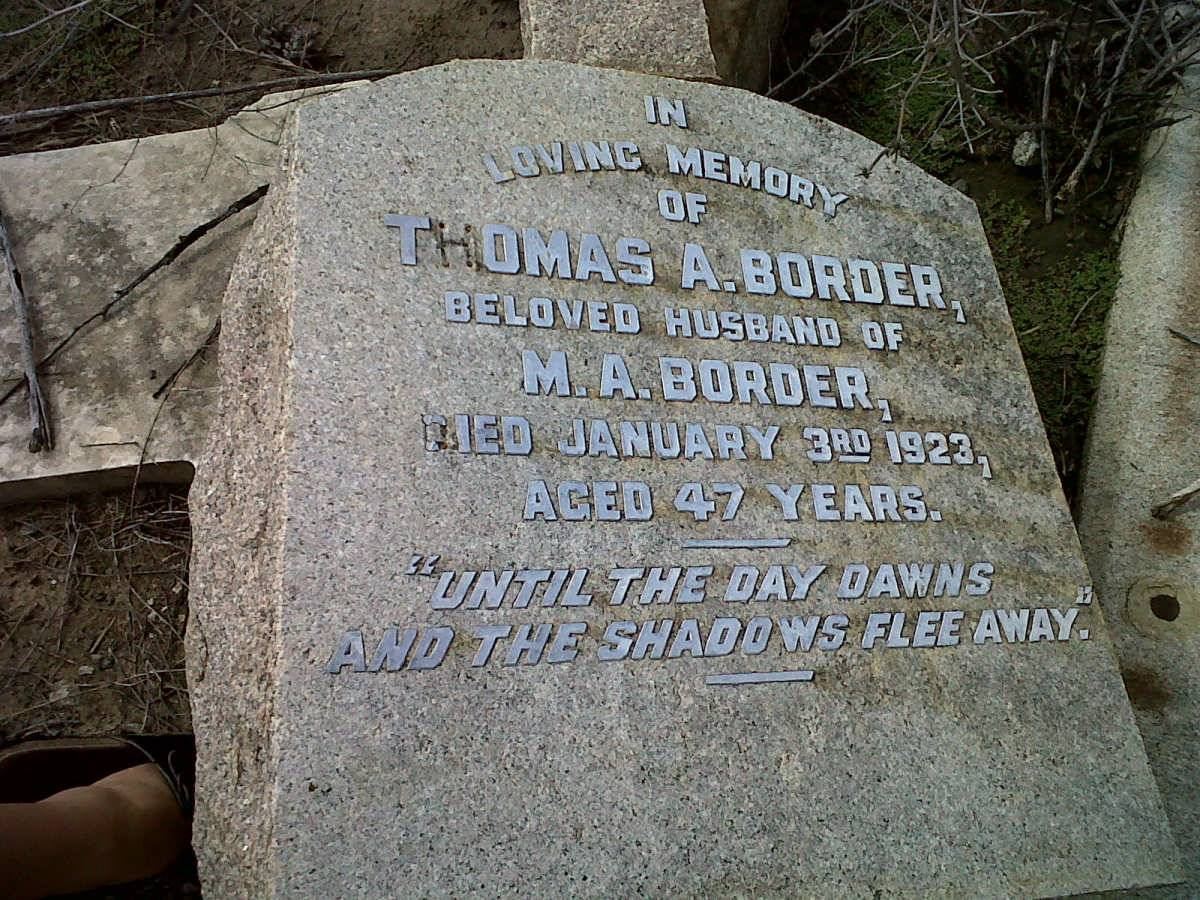 IN
LOVING MEMORY
OF
THOMAS A. BORDER,
BELOVED HUSBAND OF
M. A. BORDER,
DIED JANUARY 3RD 1923,
AGED 47 YEARS.
"UNTIL THE DAY DAWNS
AND THE SHADOWS FLEE AWAY."